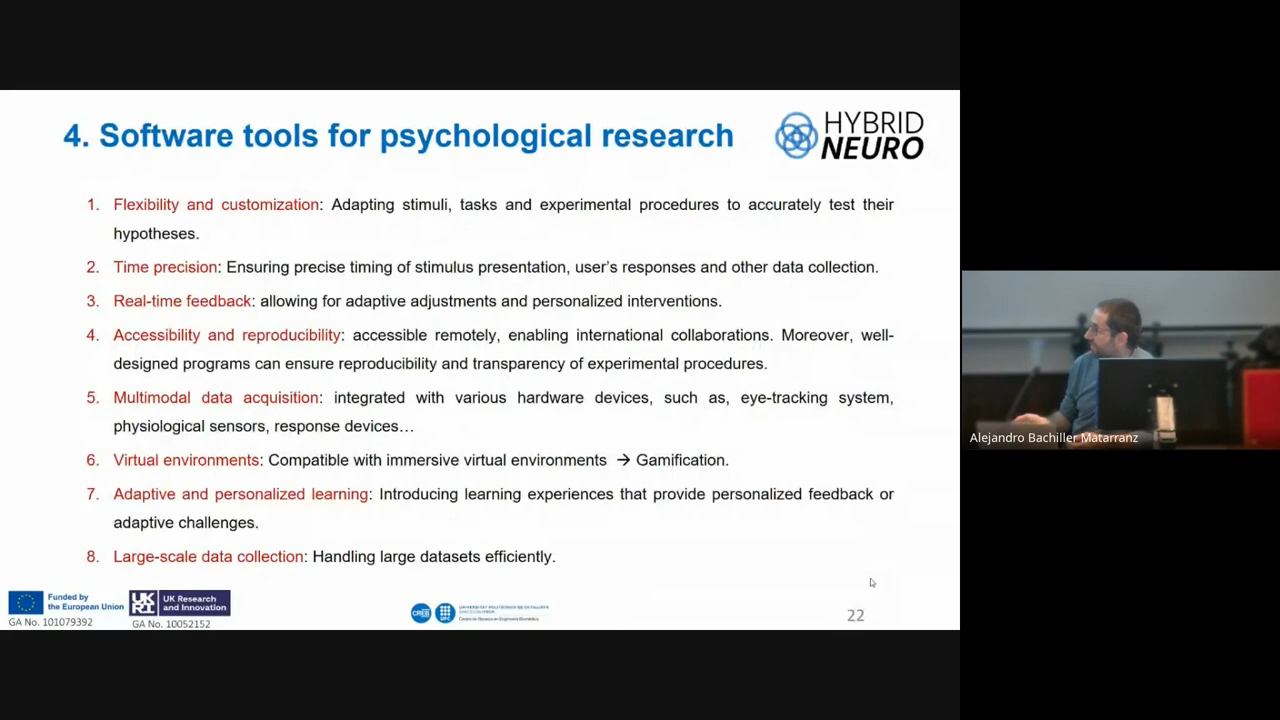 4. Software tools for psychological research
HYBRID
NEURO
1. Flexibility and customization: Adapting stimuli, tasks and experimental procedures to accurately test their
hypotheses.
2. Time precision: Ensuring precise timing of stimulus presentation, user's responses and other data collection.
3. Real-time feedback: allowing for adaptive adjustments and personalized interventions.
4. Accessibility and reproducibility: accessible remotely, enabling international collaborations. Moreover, well-
designed programs can ensure reproducibility and transparency of experimental procedures.
5. Multimodal data acquisition: integrated with various hardware devices, such as, eye-tracking system,
physiological sensors, response devices…
6. Virtual environments: Compatible with immersive virtual environments → Gamification.
7. Adaptive and personalized learning: Introducing learning experiences that provide personalized feedback or
adaptive challenges.
8. Large-scale data collection: Handling large datasets efficiently.
Funded by
the European Union
GA No. 101079392
UK
RI
UK Research
and Innovation
GA No. 10052152
CREB
UPC
22
Alejandro Bachiller Matarranz